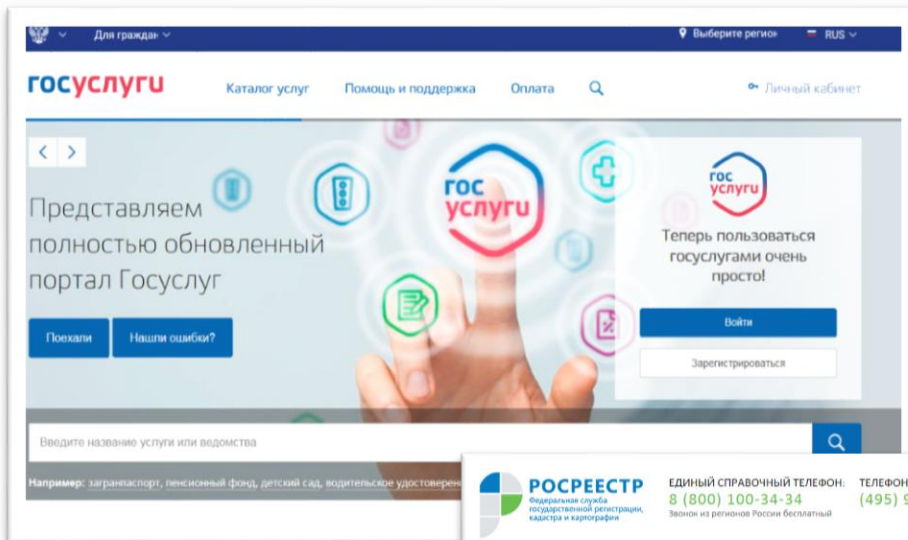 Для граждан
Выберите регион
RUS
госуслуги
Каталог услуг
Помощь и поддержка
Оплата
Личный кабинет
Представляем
полностью обновленный
портал Госуслуг
Поехали
Нашли ошибки?
гос
услуги
гос
услуги
Теперь пользоваться
госуслугами очень
просто!
Войти
Зарегистрироваться
Введите название услуги или ведомства
Например: загранпаспорт, пенсионный фонд, детский сад, водительское
РОСРЕЕСТР
Федеральная служба
государственной регистрации,
кадастра и картографии
ЕДИНЫЙ СПРАВОЧНЫЙ ТЕЛЕФОН:
8 (800) 100-34-34
Звонок из регионов России бесплатный
ТЕЛЕФОН
(495) 9